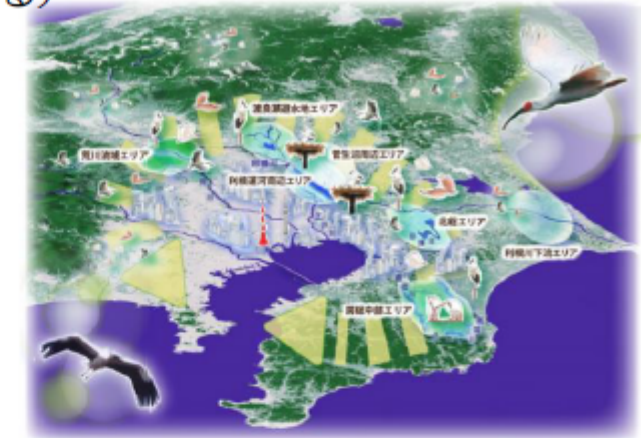 渡良瀬遊水地エリア
荒川流域エリア
菅生沼周辺エリア
利根運河周辺エリア
北総エリア
利根川下流エリア
房総中部エリア